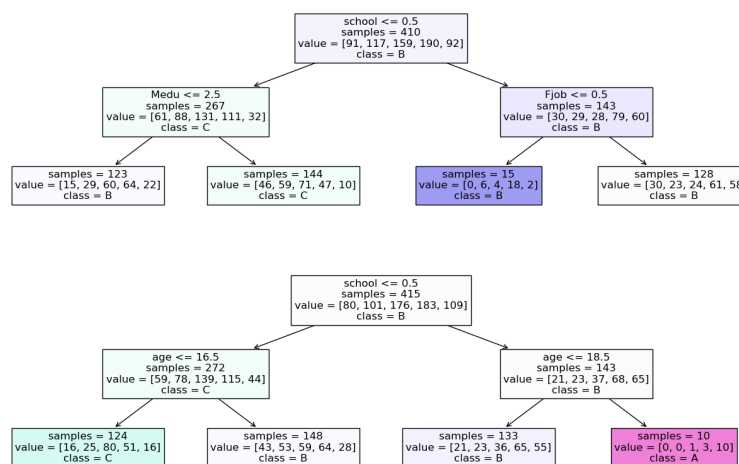 school <= 0.5
samples = 410
value = [91, 117, 159, 190, 92]
class = B
Medu <= 2.5
samples = 267
value = [61, 88, 131, 111, 32]
class = C
Fjob <= 0.5
samples = 143
value = [30, 29, 28, 79, 60]
class = B
samples = 123
value = [15, 29, 60, 64, 22]
class = B
samples = 144
value = [46, 59, 71, 47, 10]
class = C
samples = 15
value = [0, 6, 4, 18, 2]
class = B
samples = 128
value = [30, 23, 24, 61, 58
class = B
school <= 0.5
samples = 415
value = [80, 101, 176, 183, 109]
class = B
age <= 16.5
samples = 272
value = [59, 78, 139, 115, 44]
class = C
age <= 18.5
samples = 143
value = [21, 23, 37, 68, 65]
class = B
samples = 124
value = [16, 25, 80, 51, 16]
class = C
samples = 148
value = [43, 53, 59, 64, 28]
class = B
samples = 133
value = [21, 23, 36, 65, 55]
class = B
samples = 10
value = [0, 0, 1, 3, 10]
class = A